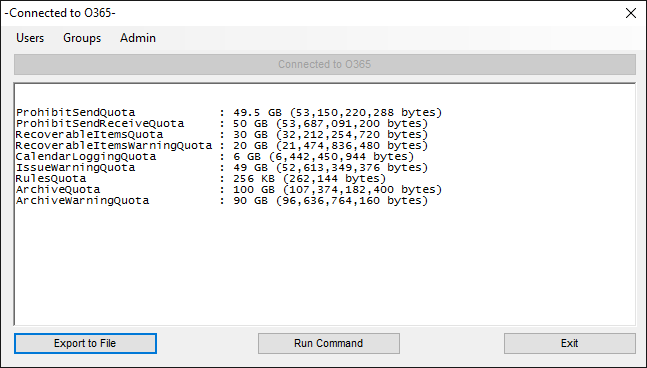 -Connected to O365-
Users Groups Admin
Connected to O365
ProhibitSendQuota : 49.5 GB (53,150,220,288 bytes)
ProhibitSendReceiveQuota : 50 GB (53,687,091,200 bytes)
RecoverableItemsQuota : 30 GB (32,212,254,720 bytes)
RecoverableItemsWarningQuota : 20 GB (21,474,836,480 bytes)
CalendarLoggingQuota : 6 GB (6,442,450,944 bytes)
IssueWarningQuota : 49 GB (52,613,349,376 bytes)
RulesQuota : 256 KB (262,144 bytes)
ArchiveQuota : 100 GB (107,374,182,400 bytes)
ArchiveWarningQuota : 90 GB (96,636,764,160 bytes)
Export to File Run Command Exit